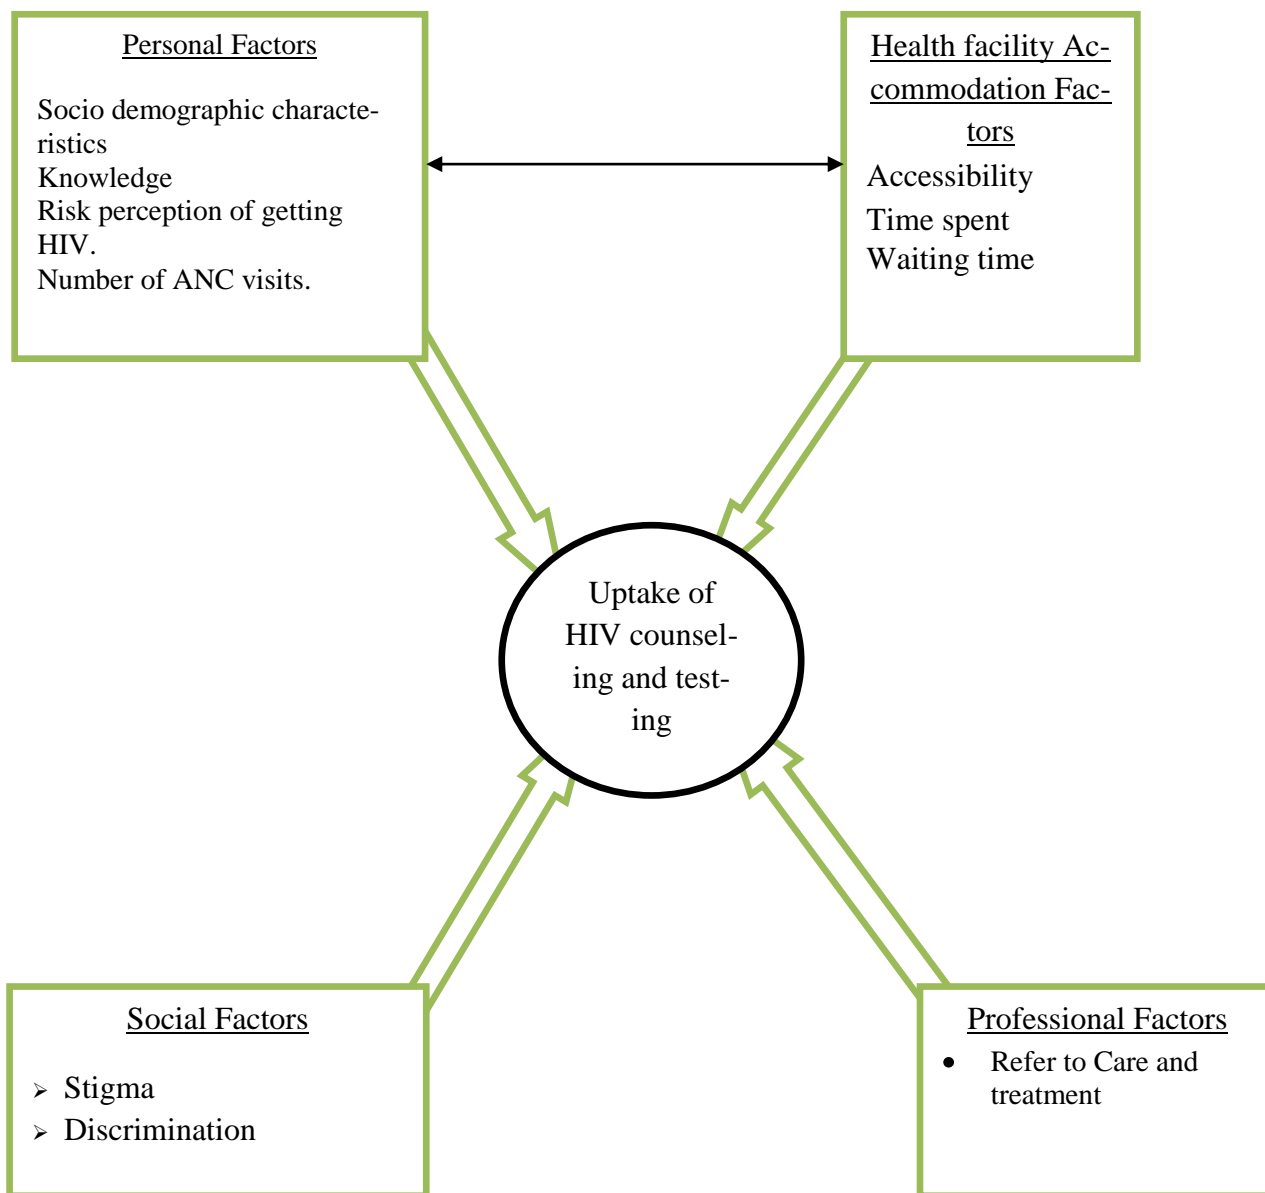 Personal Factors
Socio demographic characte-
ristics
Knowledge
Risk perception of getting
HIV.
Number of ANC visits.
Health facility Ac-
commodation Fac-
tors
Accessibility
Time spent
Waiting time
Uptake of
HIV counsel-
ing and test-
ing
Social Factors
➢ Stigma
➢ Discrimination
Professional Factors
• Refer to Care and
treatment